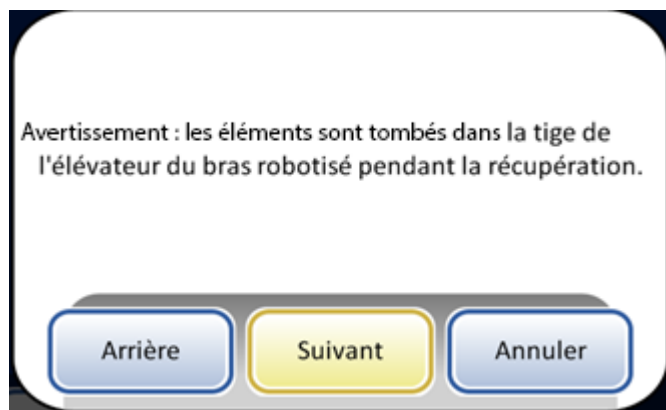 Avertissement : les éléments sont tombés dans la tige de
l'élévateur du bras robotisé pendant la récupération.
Arrière
Suivant
Annuler